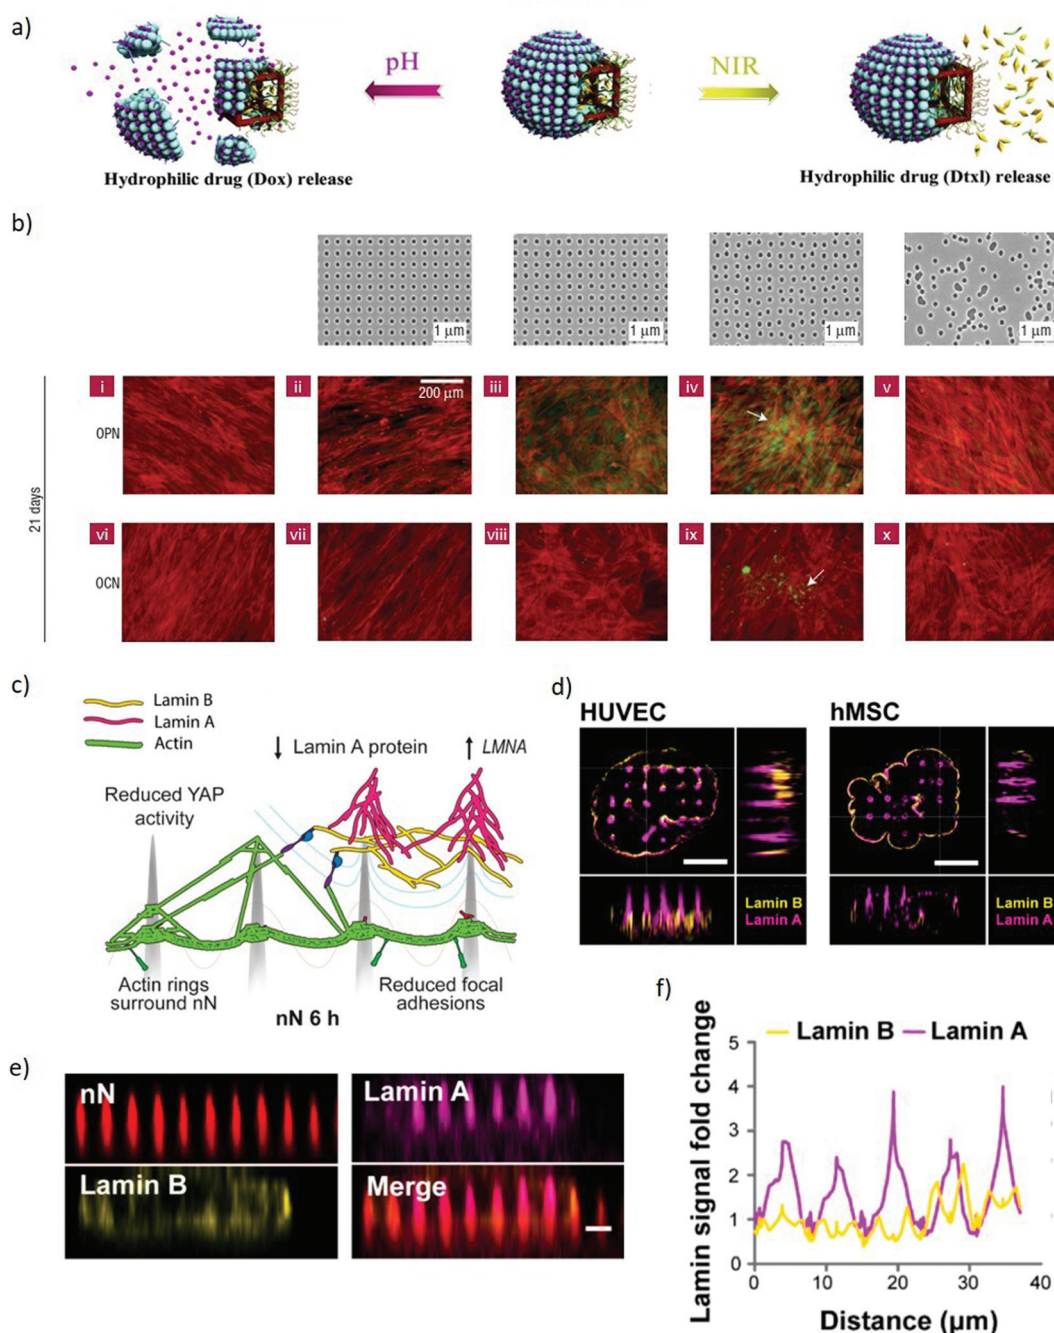 a)
pH
NIR
Hydrophilic drug (Dox) release
Hydrophilic drug (Dtxl) release
b)
1 μm
1 μm
1 μm
1 μm
21 days
i
ii
iii
iv
v
OPN
200 μm
vi
vii
viii
ix
x
OCN
c)
Lamin B
Lamin A
Actin
↓ Lamin A protein
↑ LMNA
Reduced YAP
activity
Actin rings
surround nN
Reduced focal
adhesions
nN 6 h
d)
HUVEC
hMSC
Lamin B
Lamin A
Lamin B
Lamin A
e)
nN
Lamin A
Lamin B
Merge
f)
Lamin signal fold change
Lamin B
Lamin A
5
4
3
2
1
0
0
10
20
30
40
Distance (μm)